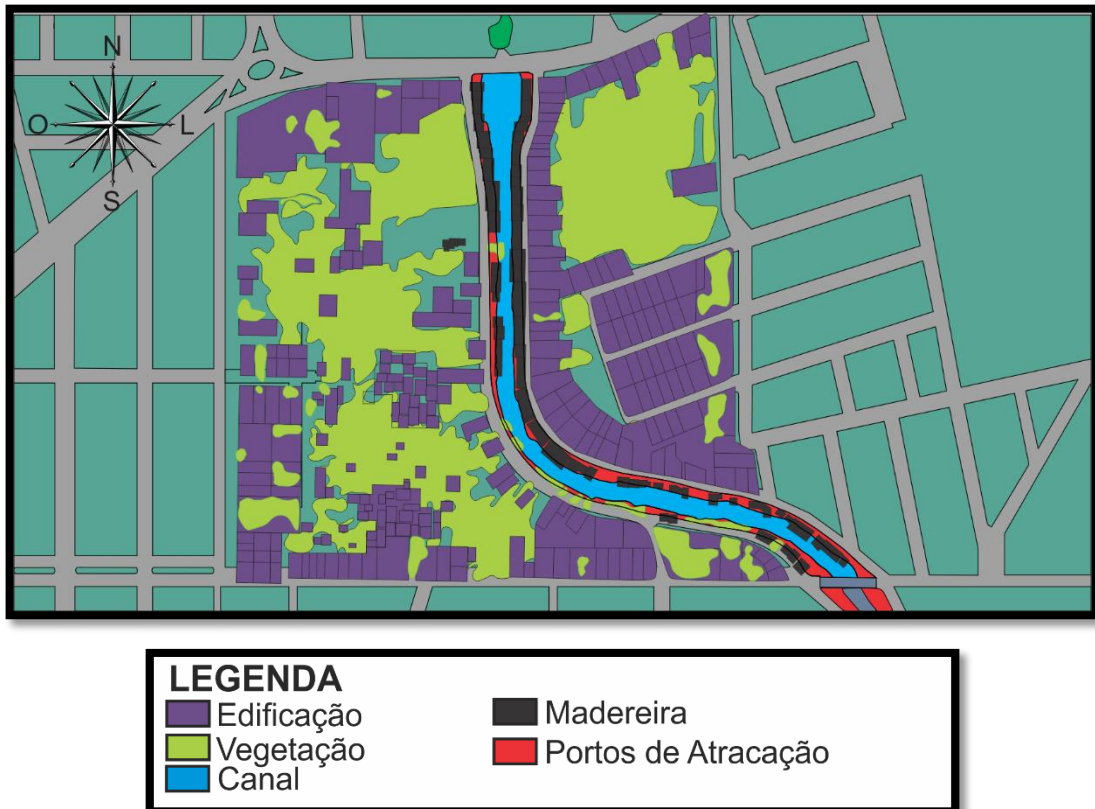 N
O L
S
LEGENDA
Edificação
Vegetação
Canal
Madereira
Portos de Atracação